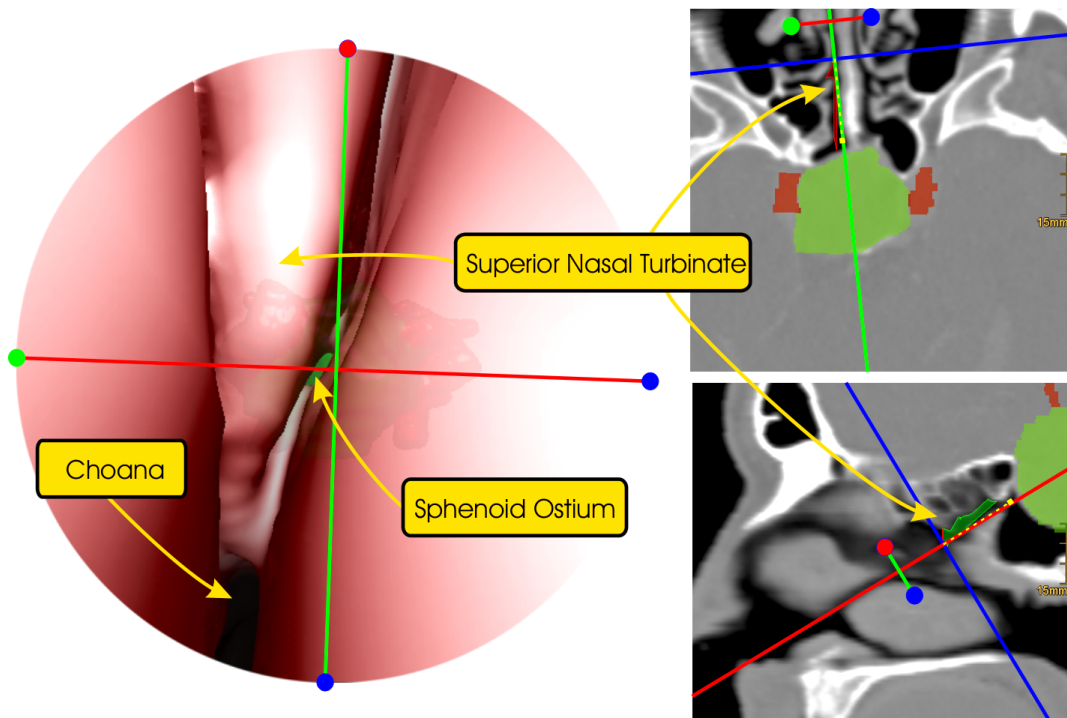 Superior Nasal Turbinate
Choana
Sphenoid Ostium
15mm
15mm